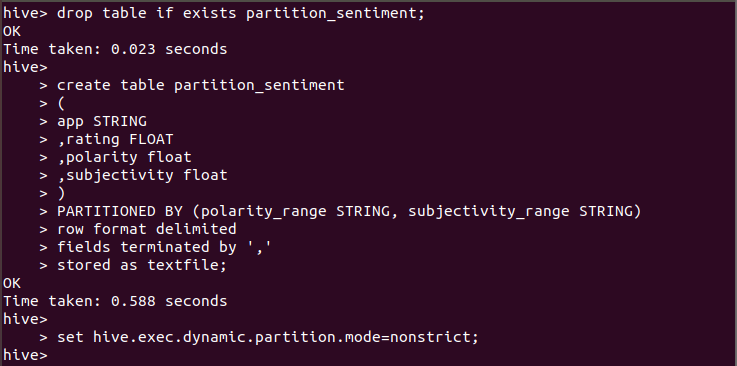 hive> drop table if exists partition_sentiment;
OK
Time taken: 0.023 seconds
hive>
    > create table partition_sentiment
    > (
    > app STRING
    > ,rating FLOAT
    > ,polarity float
    > ,subjectivity float
    > )
    > PARTITIONED BY (polarity_range STRING, subjectivity_range STRING)
    > row format delimited
    > fields terminated by ','
    > stored as textfile;
OK
Time taken: 0.588 seconds
hive>
    > set hive.exec.dynamic.partition.mode=nonstrict;
hive>